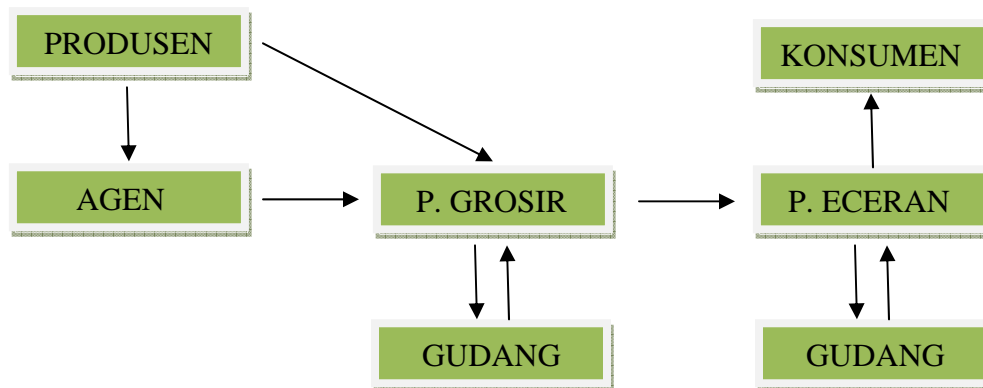 PRODUSEN
KONSUMEN
AGEN
P. GROSIR
P. ECERAN
GUDANG
GUDANG